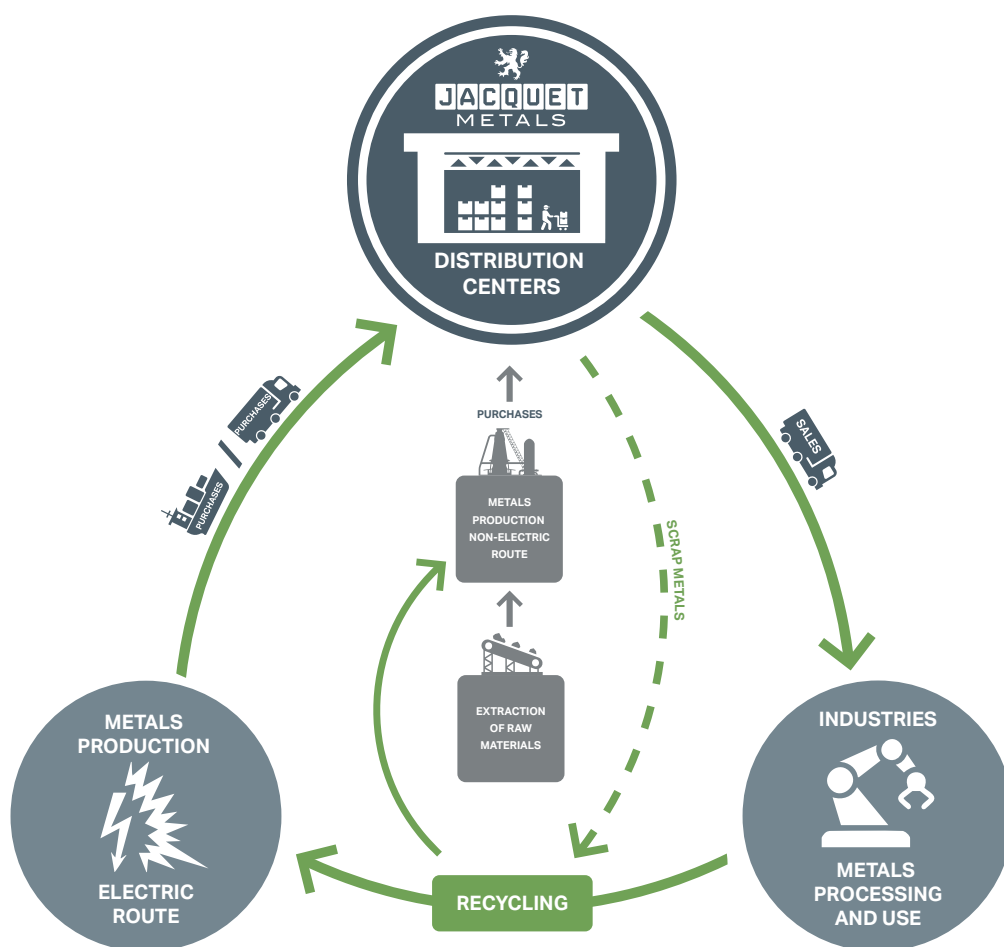 JACQUET
METALS
DISTRIBUTION
CENTERS
PURCHASES
PURCHASES
PURCHASES
SALES
METALS
PRODUCTION
NON-ELECTRIC
ROUTE
SCRAP METALS
EXTRACTION
OF RAW
MATERIALS
METALS
PRODUCTION
ELECTRIC
ROUTE
INDUSTRIES
METALS
PROCESSING
AND USE
RECYCLING